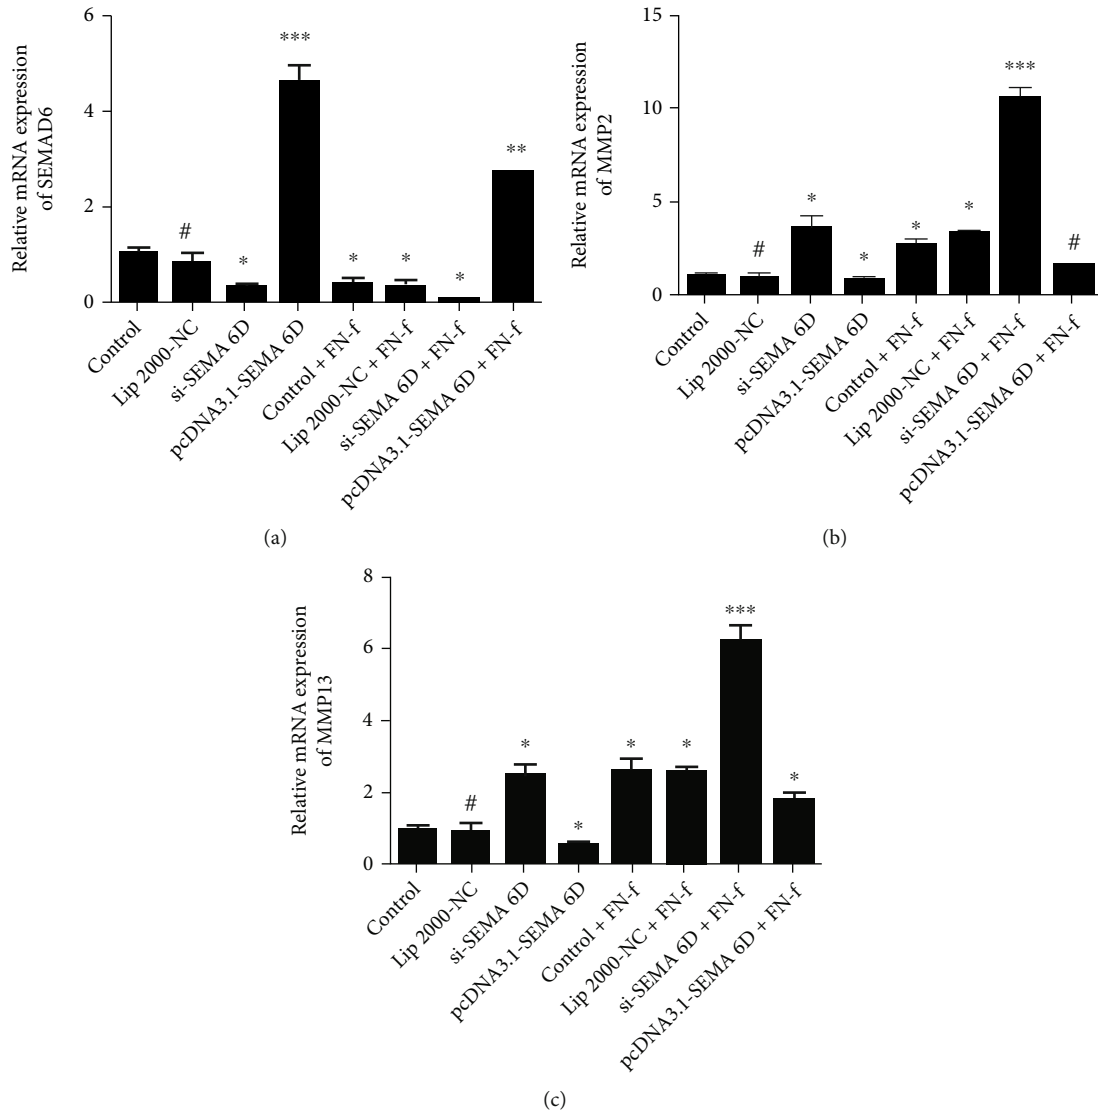 Relative mRNA expression
of SEMAD6
6
4
2
0
#
*
***
*
*
*
**
Control
Lip 2000-NC
si-SEMA 6D
pcDNA3.1-SEMA 6D
Control + FN-f
Lip 2000-NC + FN-f
si-SEMA 6D + FN-f
pcDNA3.1-SEMA 6D + FN-f
(a)
Relative mRNA expression
of MMP2
15
10
5
0
#
*
*
*
*
***
#
Control
Lip 2000-NC
si-SEMA 6D
pcDNA3.1-SEMA 6D
Control + FN-f
Lip 2000-NC + FN-f
si-SEMA 6D + FN-f
pcDNA3.1-SEMA 6D + FN-f
(b)
Relative mRNA expression
of MMP13
8
6
4
2
0
#
*
*
*
*
***
*
Control
Lip 2000-NC
si-SEMA 6D
pcDNA3.1-SEMA 6D
Control + FN-f
Lip 2000-NC + FN-f
si-SEMA 6D + FN-f
pcDNA3.1-SEMA 6D + FN-f
(c)